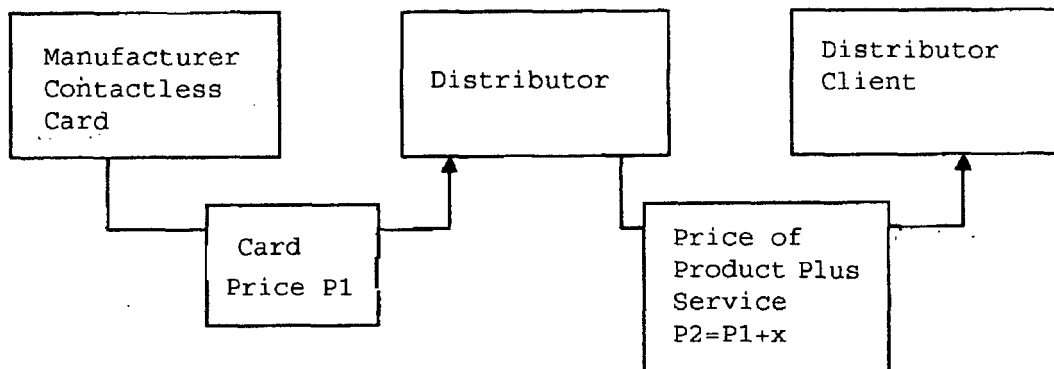 Manufacturer
Contactless
Card
Distributor
Distributor
Client
Card
Price P1
Price of
Product Plus
Service
P2=P1+x